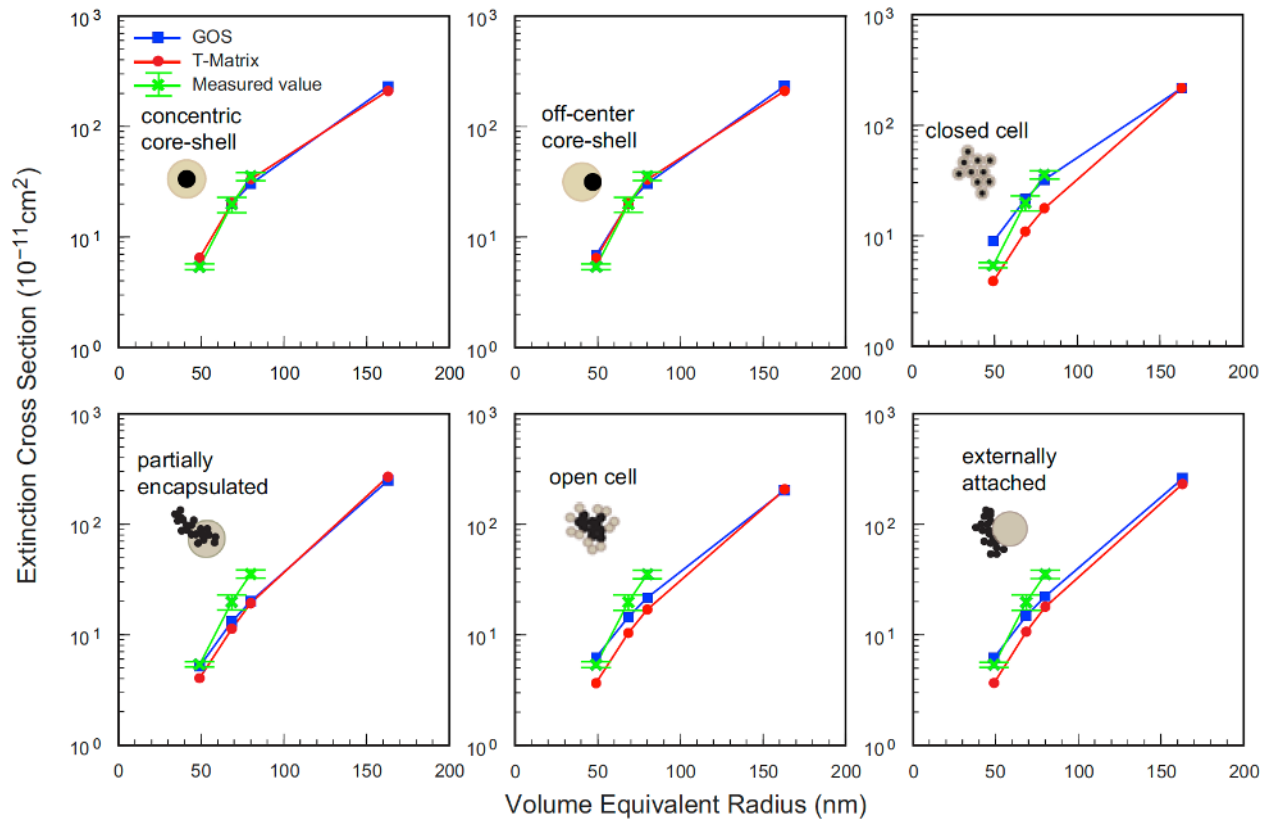 Extinction Cross Section (10⁻¹¹cm²)
10³
10²
10¹
10⁰
GOS
T-Matrix
Measured value
concentric
core-shell
0 50 100 150 200
10³
10²
10¹
10⁰
off-center
core-shell
0 50 100 150 200
10³
10²
10¹
10⁰
closed cell
0 50 100 150 200
10³
10²
10¹
10⁰
partially
encapsulated
0 50 100 150 200
10³
10²
10¹
10⁰
open cell
0 50 100 150 200
10³
10²
10¹
10⁰
externally
attached
0 50 100 150 200
Volume Equivalent Radius (nm)